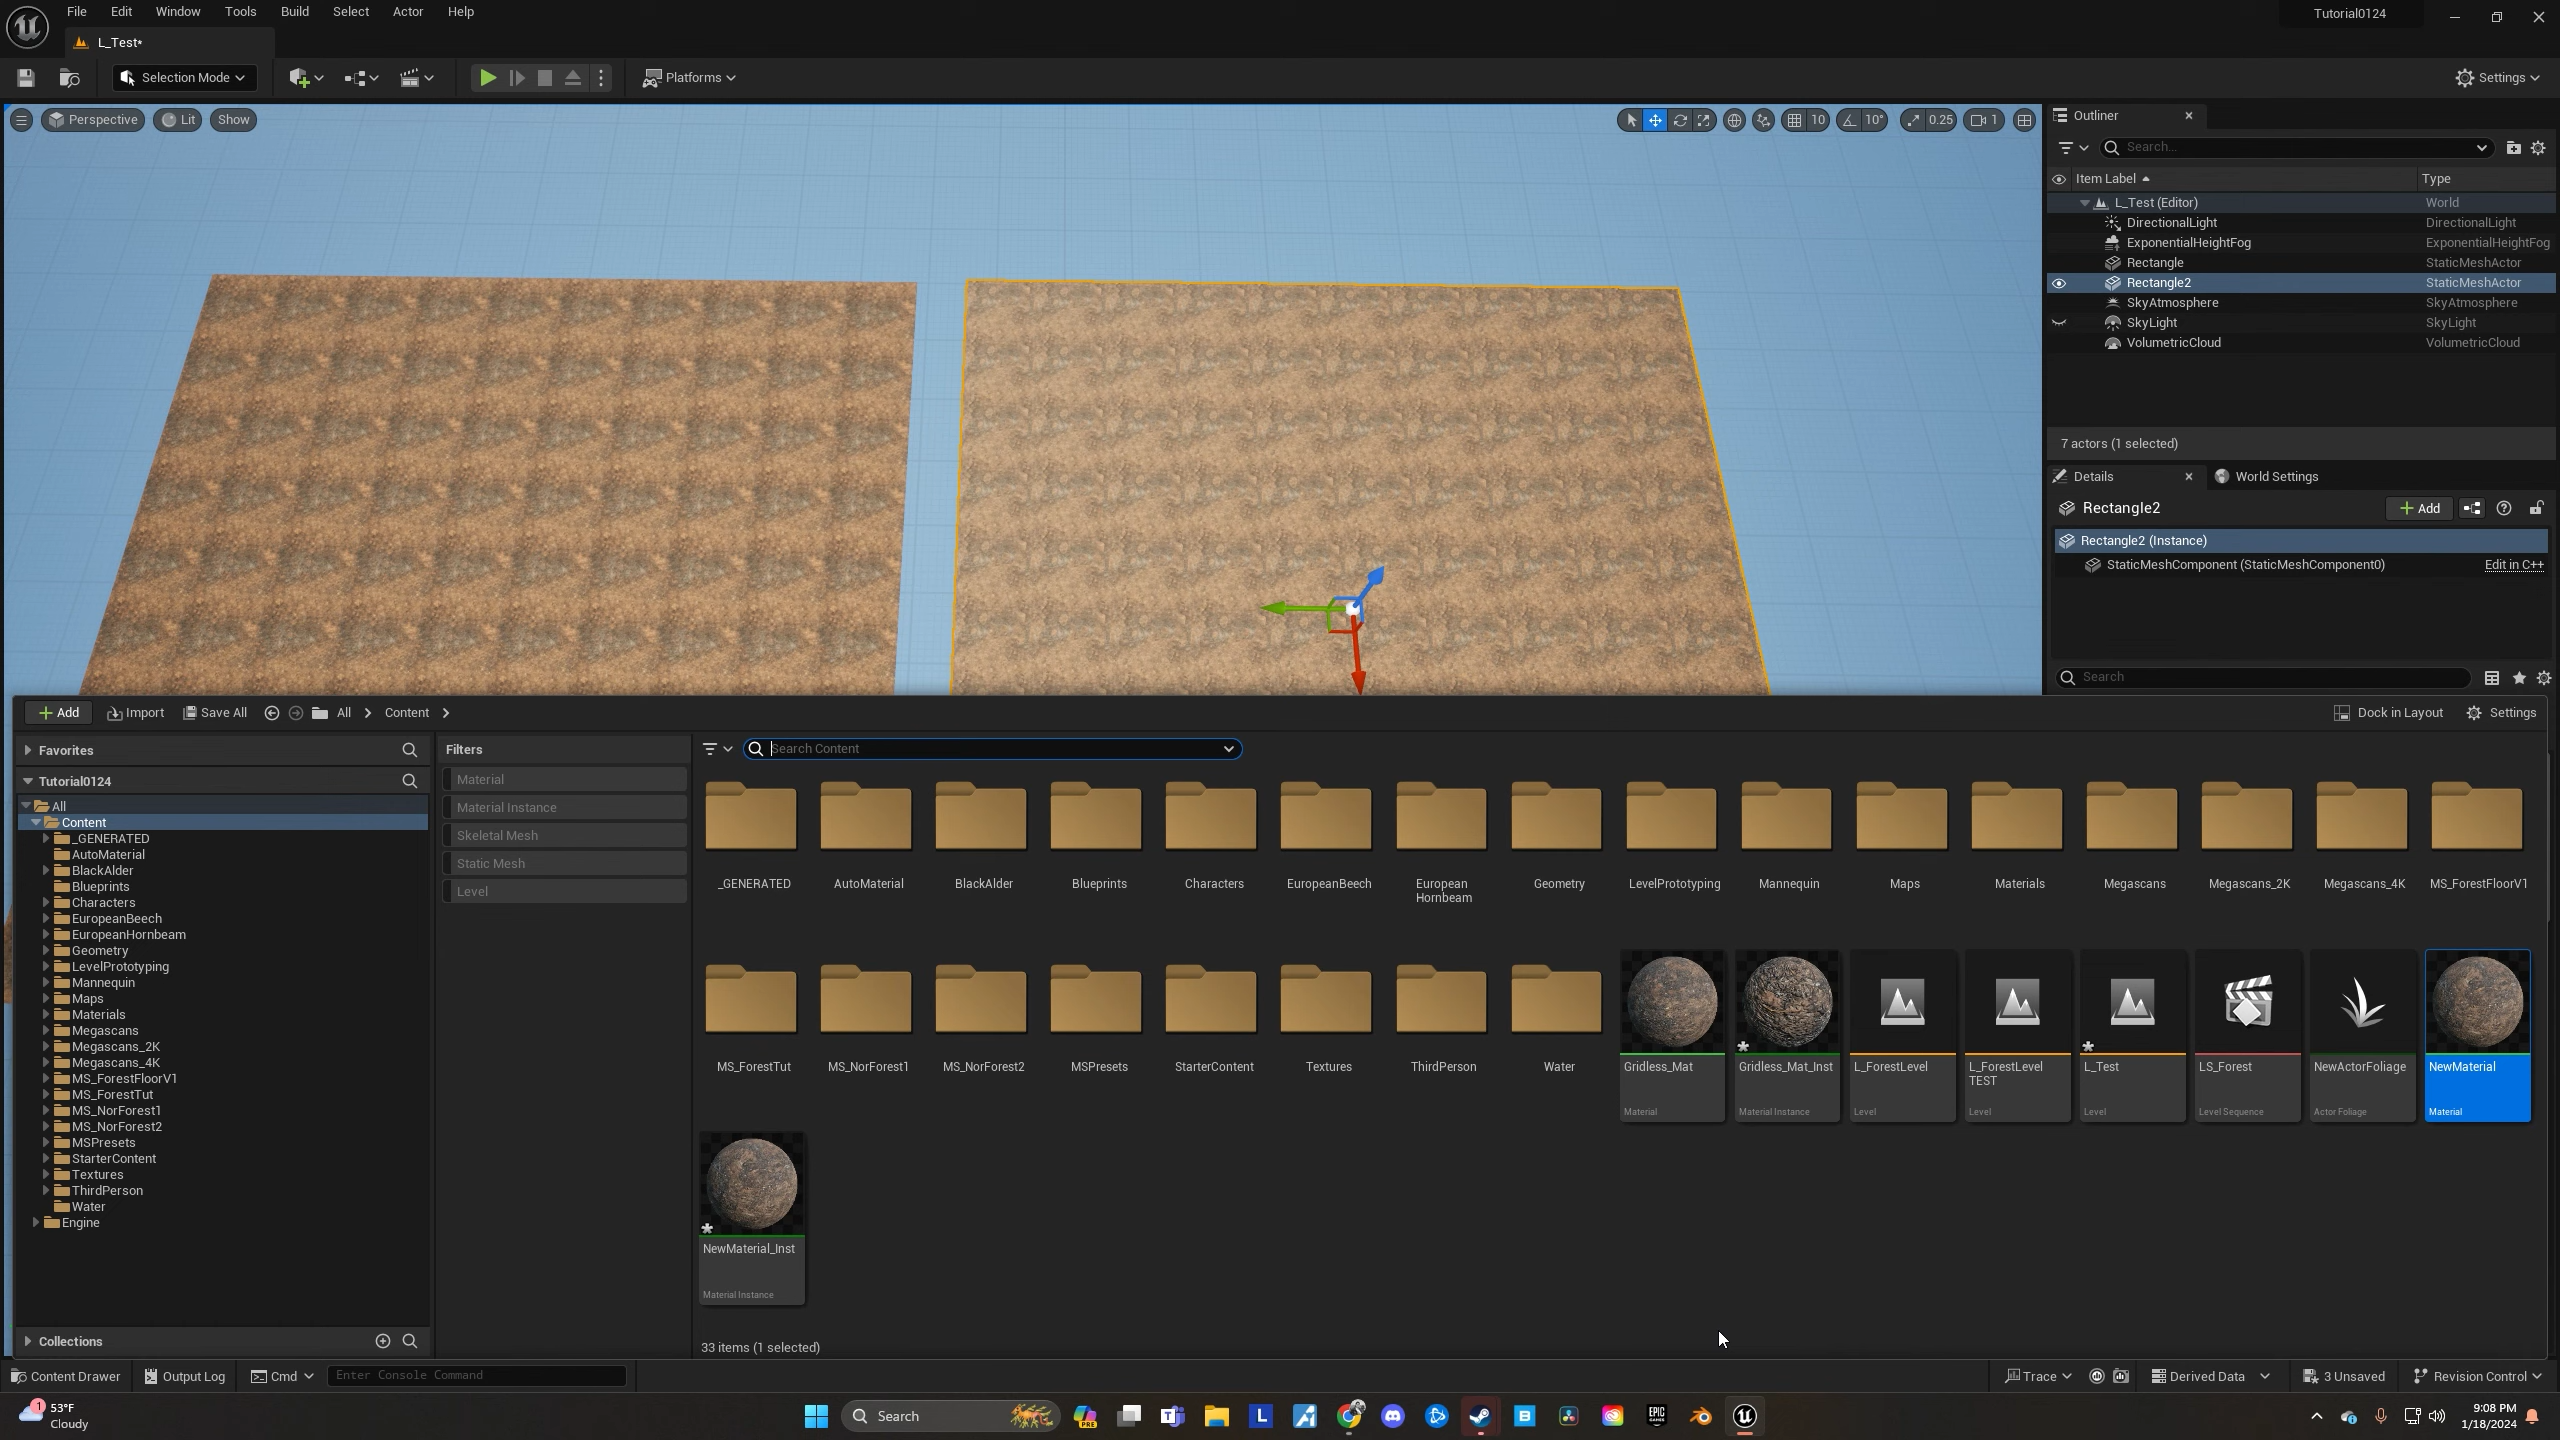 File Edit Window Tools Build Select Actor Help
Tutorial0124
L_Test*
Selection Mode
Platforms
Settings
Perspective
Lit
Show
10
10°
0.25
1
Outliner
Search...
Item Label
Type
L_Test (Editor)
World
DirectionalLight
DirectionalLight
ExponentialHeightFog
ExponentialHeightFog
Rectangle
StaticMeshActor
Rectangle2
StaticMeshActor
SkyAtmosphere
SkyAtmosphere
SkyLight
SkyLight
VolumetricCloud
VolumetricCloud
7 actors (1 selected)
Details
World Settings
Rectangle2
Add
Rectangle2 (Instance)
StaticMeshComponent (StaticMeshComponent0)
Edit in C++
Search
Add
Import
Save All
All
Content
Dock in Layout
Settings
Favorites
Tutorial0124
All
Content
_GENERATED
AutoMaterial
BlackAlder
Blueprints
Characters
EuropeanBeech
EuropeanHornbeam
Geometry
LevelPrototyping
Mannequin
Maps
Materials
Megascans
Megascans_2K
Megascans_4K
MS_ForestFloorV1
MS_ForestTut
MS_NorForest1
MS_NorForest2
MSPresets
StarterContent
Textures
ThirdPerson
Water
Engine
Collections
Filters
Material
Material Instance
Skeletal Mesh
Static Mesh
Level
Search Content
_GENERATED
AutoMaterial
BlackAlder
Blueprints
Characters
EuropeanBeech
European
Hornbeam
Geometry
LevelPrototyping
Mannequin
Maps
Materials
Megascans
Megascans_2K
Megascans_4K
MS_ForestFloorV1
MS_ForestTut
MS_NorForest1
MS_NorForest2
MSPresets
StarterContent
Textures
ThirdPerson
Water
Gridless_Mat
Material
Gridless_Mat_Inst
Material Instance
L_ForestLevel
Level
L_ForestLevel
TEST
Level
L_Test
Level
LS_Forest
Level Sequence
NewActorFoliage
Actor Foliage
NewMaterial
Material
NewMaterial_Inst
Material Instance
33 items (1 selected)
Content Drawer
Output Log
Cmd
Enter Console Command
Trace
Derived Data
3 Unsaved
Revision Control
1
53°F
Cloudy
Search
PRE
L
B
EPIC
GAMES
9:08 PM
1/18/2024